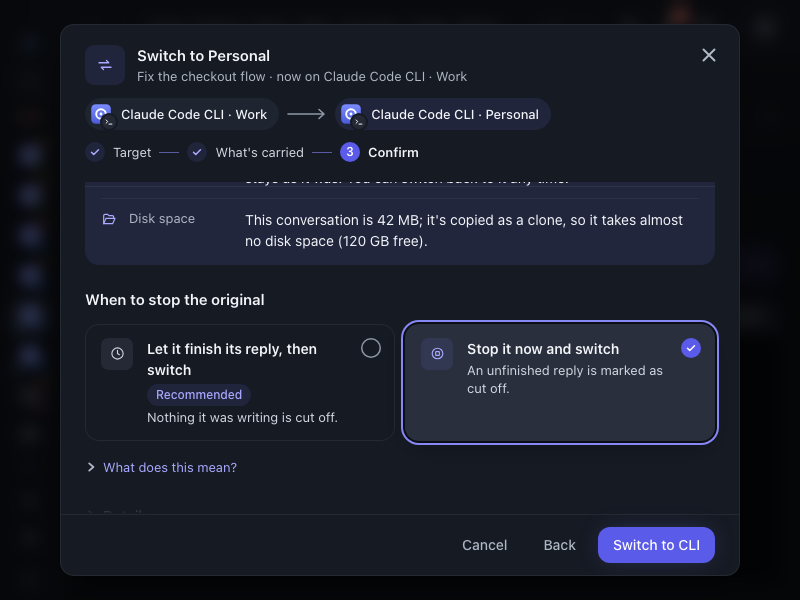 Switch to Personal
Fix the checkout flow · now on Claude Code CLI · Work
Claude Code CLI · Work
Claude Code CLI · Personal
Target
What's carried
3 Confirm
Disk space
This conversation is 42 MB; it's copied as a clone, so it takes almost
no disk space (120 GB free).
When to stop the original
Let it finish its reply, then
switch
Recommended
Nothing it was writing is cut off.
Stop it now and switch
An unfinished reply is marked as
cut off.
What does this mean?
Cancel
Back
Switch to CLI